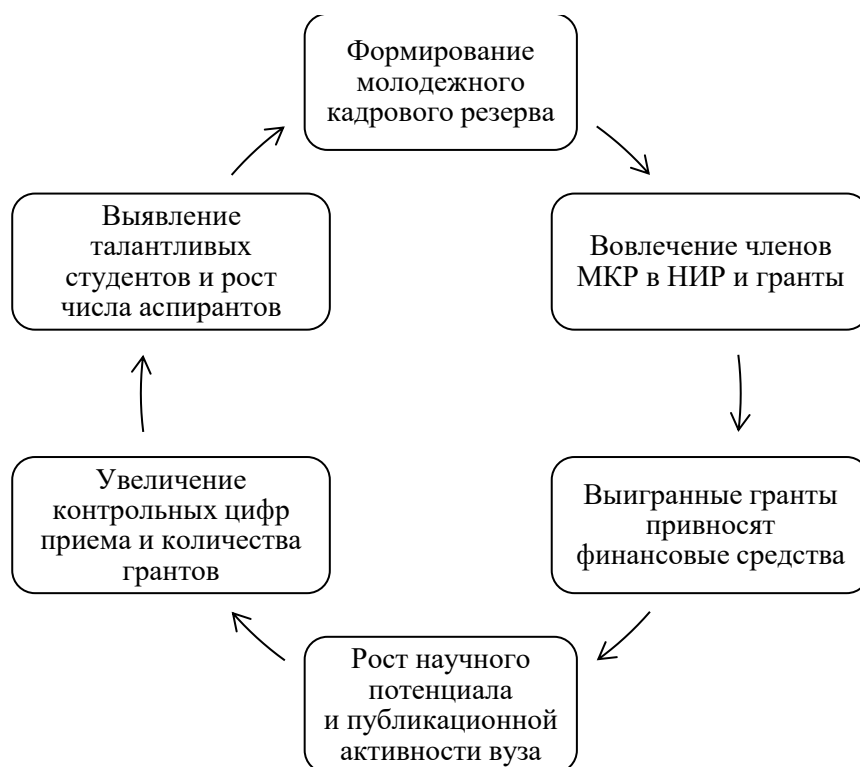 Формирование
молодежного
кадрового резерва
Вовлечение членов
МКР в НИР и гранты
Выигранные гранты
привносят
финансовые средства
Рост научного
потенциала
и публикационной
активности вуза
Увеличение
контрольных цифр
приема и количества
грантов
Выявление
талантливых
студентов и рост
числа аспирантов